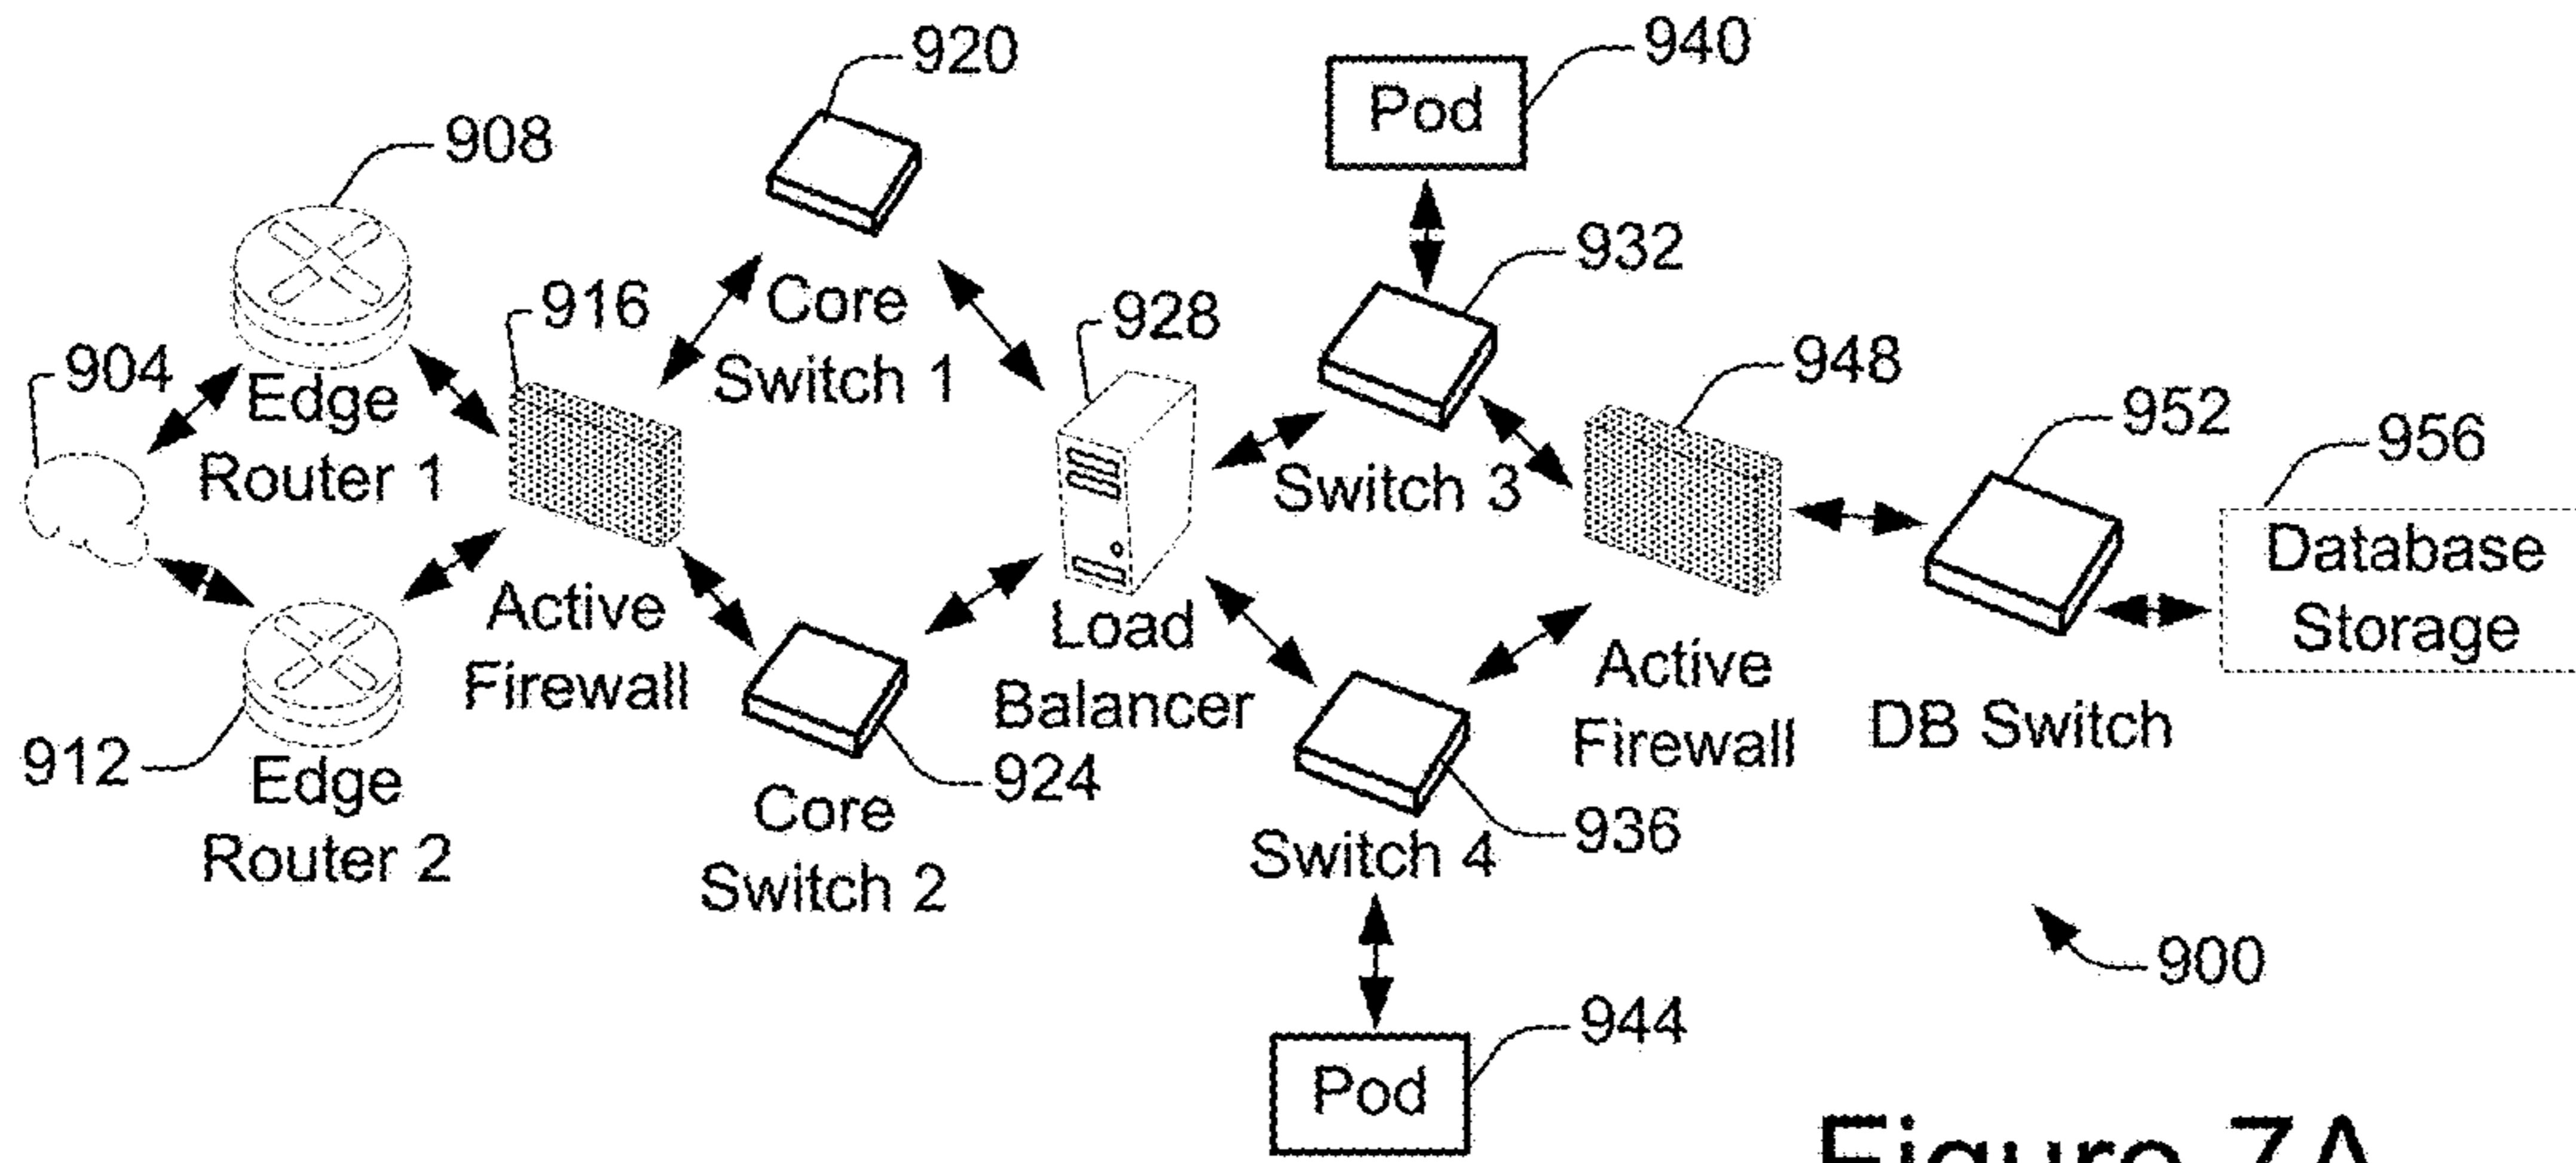 920
940
Pod
908
932
916
Core
Switch 1
928
948
904
Edge
Router 1
952
956
Switch 3
Database
Storage
Active
Firewall
Load
Balancer
Active
Firewall
DB Switch
912
Edge
Router 2
924
Core
Switch 2
936
Switch 4
900
944
Pod
Figure 7A